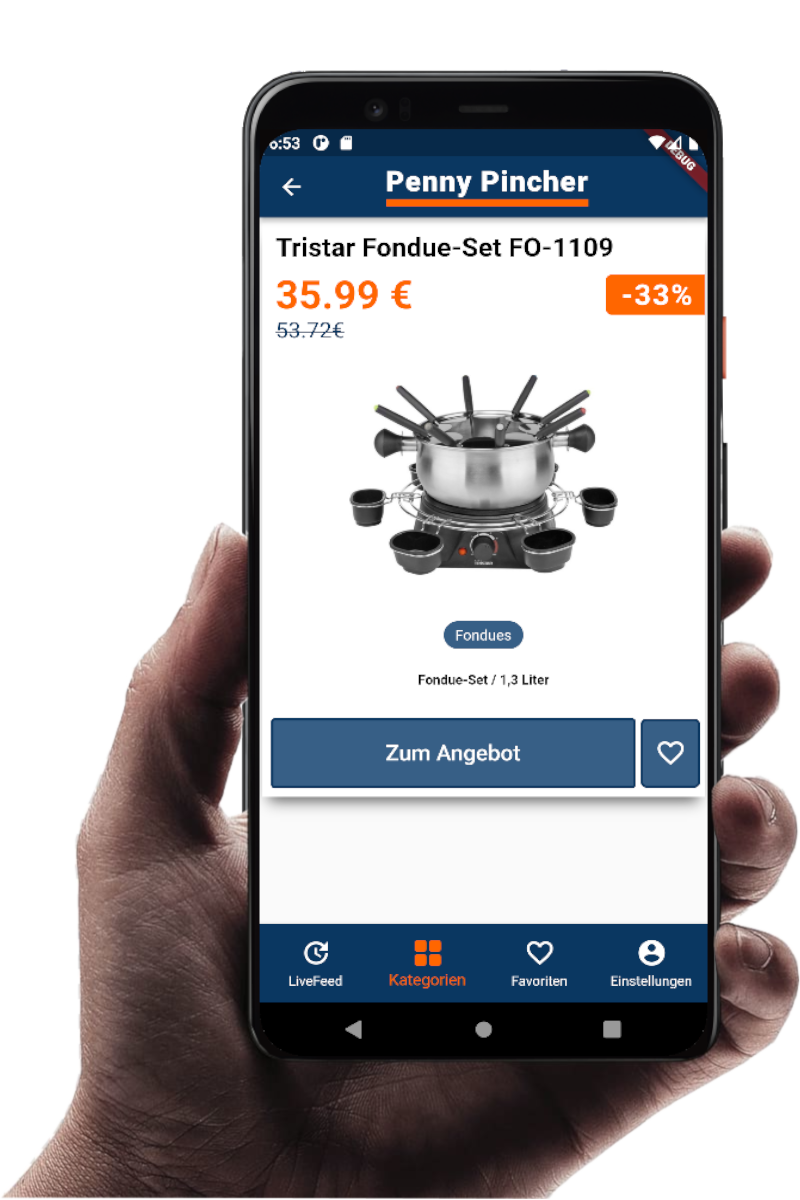 6:53
DEBUG
Penny Pincher
Tristar Fondue-Set FO-1109
35.99 €
-33%
53.72€
Fondues
Fondue-Set / 1,3 Liter
Zum Angebot
LiveFeed
Kategorien
Favoriten
Einstellungen